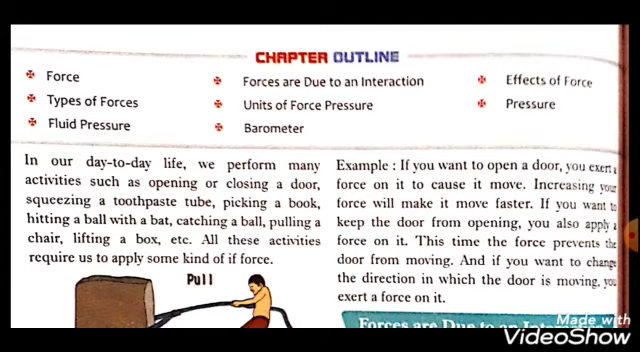 CHAPTER OUTLINE
Force
Forces are Due to an Interaction
Effects of Force
Types of Forces
Units of Force Pressure
Pressure
Fluid Pressure
Barometer
In our day-to-day life, we perform many
activities such as opening or closing a door,
squeezing a toothpaste tube, picking a book,
hitting a ball with a bat, catching a ball, pulling a
chair, lifting a box, etc. All these activities
require us to apply some kind of if force.
Pull
Example : If you want to open a door, you exert a
force on it to cause it move. Increasing your
force will make it move faster. If you want to
keep the door from opening, you also apply a
force on it. This time the force prevents the
door from moving. And if you want to change
the direction in which the door is moving, you
exert a force on it.
Forces are Due to an
Made with
VideoShow